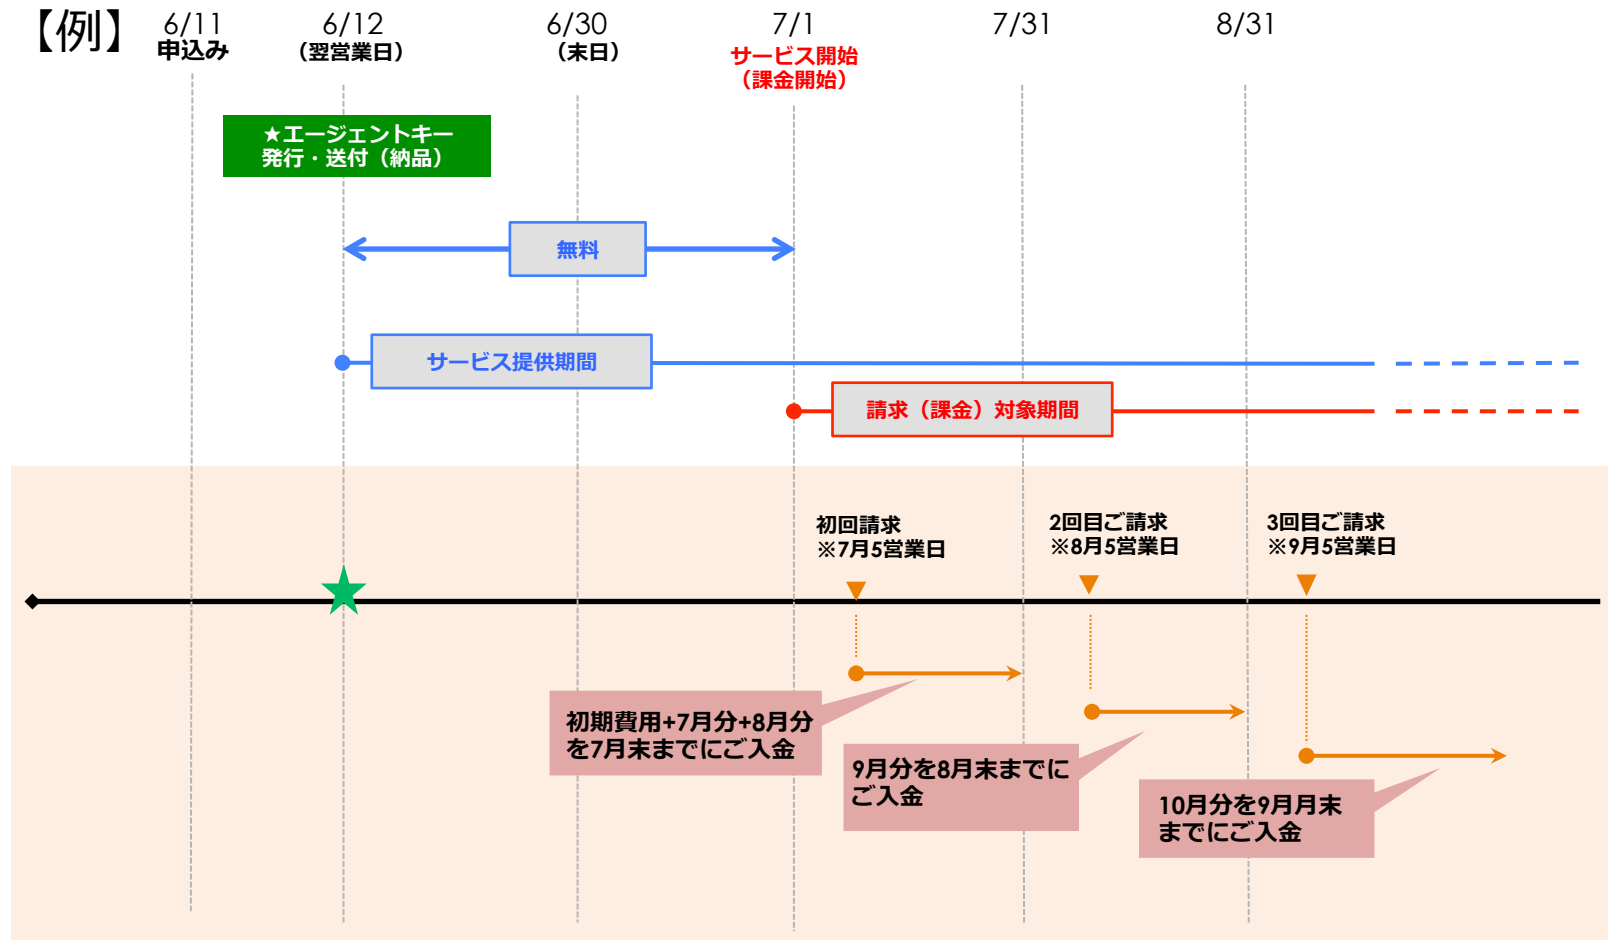 【例】
6/11
申込み
6/12
（翌営業日）
6/30
（末日）
7/1
サービス開始
（課金開始）
7/31
8/31
★エージェントキー
発行・送付（納品）
無料
サービス提供期間
請求（課金）対象期間
初回請求
※7月5営業日
2回目ご請求
※8月5営業日
3回目ご請求
※9月5営業日
初期費用+7月分+8月分
を7月末までにご入金
9月分を8月末までに
ご入金
10月分を9月月末
までにご入金